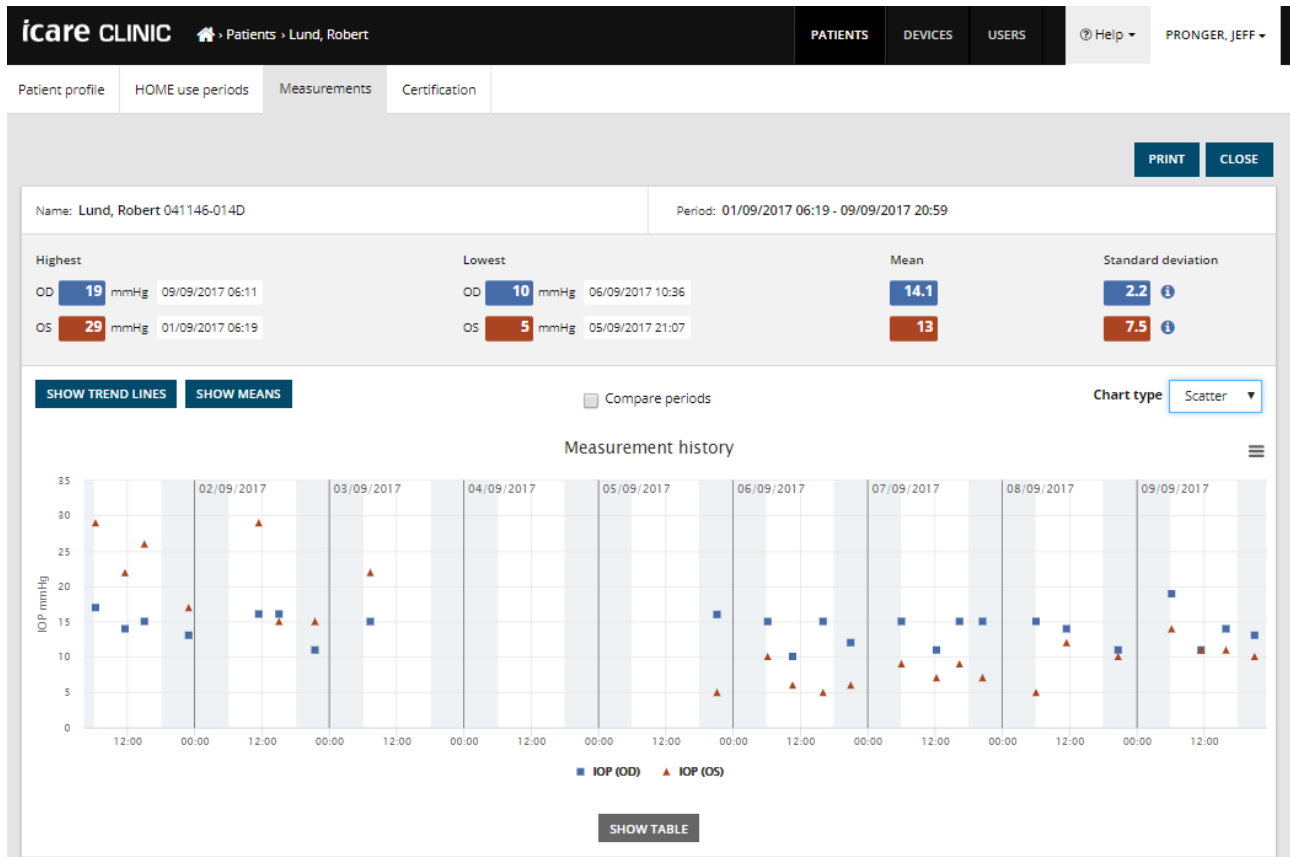 icare CLINIC › Patients › Lund, Robert PATIENTS DEVICES USERS Help PRONGER, JEFF
Patient profile HOME use periods Measurements Certification
PRINT CLOSE
Name: Lund, Robert 041146-014D Period: 01/09/2017 06:19 - 09/09/2017 20:59
Highest Lowest Mean Standard deviation
OD 19 mmHg 09/09/2017 06:11 OD 10 mmHg 06/09/2017 10:36 14.1 2.2
OS 29 mmHg 01/09/2017 06:19 OS 5 mmHg 05/09/2017 21:07 13 7.5
SHOW TREND LINES SHOW MEANS Compare periods Chart type Scatter
Measurement history
35 02/09/2017 03/09/2017 04/09/2017 05/09/2017 06/09/2017 07/09/2017 08/09/2017 09/09/2017
30
25
20
IOP mmHg
15
10
5
0
12:00 00:00 12:00 00:00 12:00 00:00 12:00 00:00 12:00 00:00 12:00 00:00 12:00 00:00 12:00 00:00 12:00
IOP (OD) IOP (OS)
SHOW TABLE